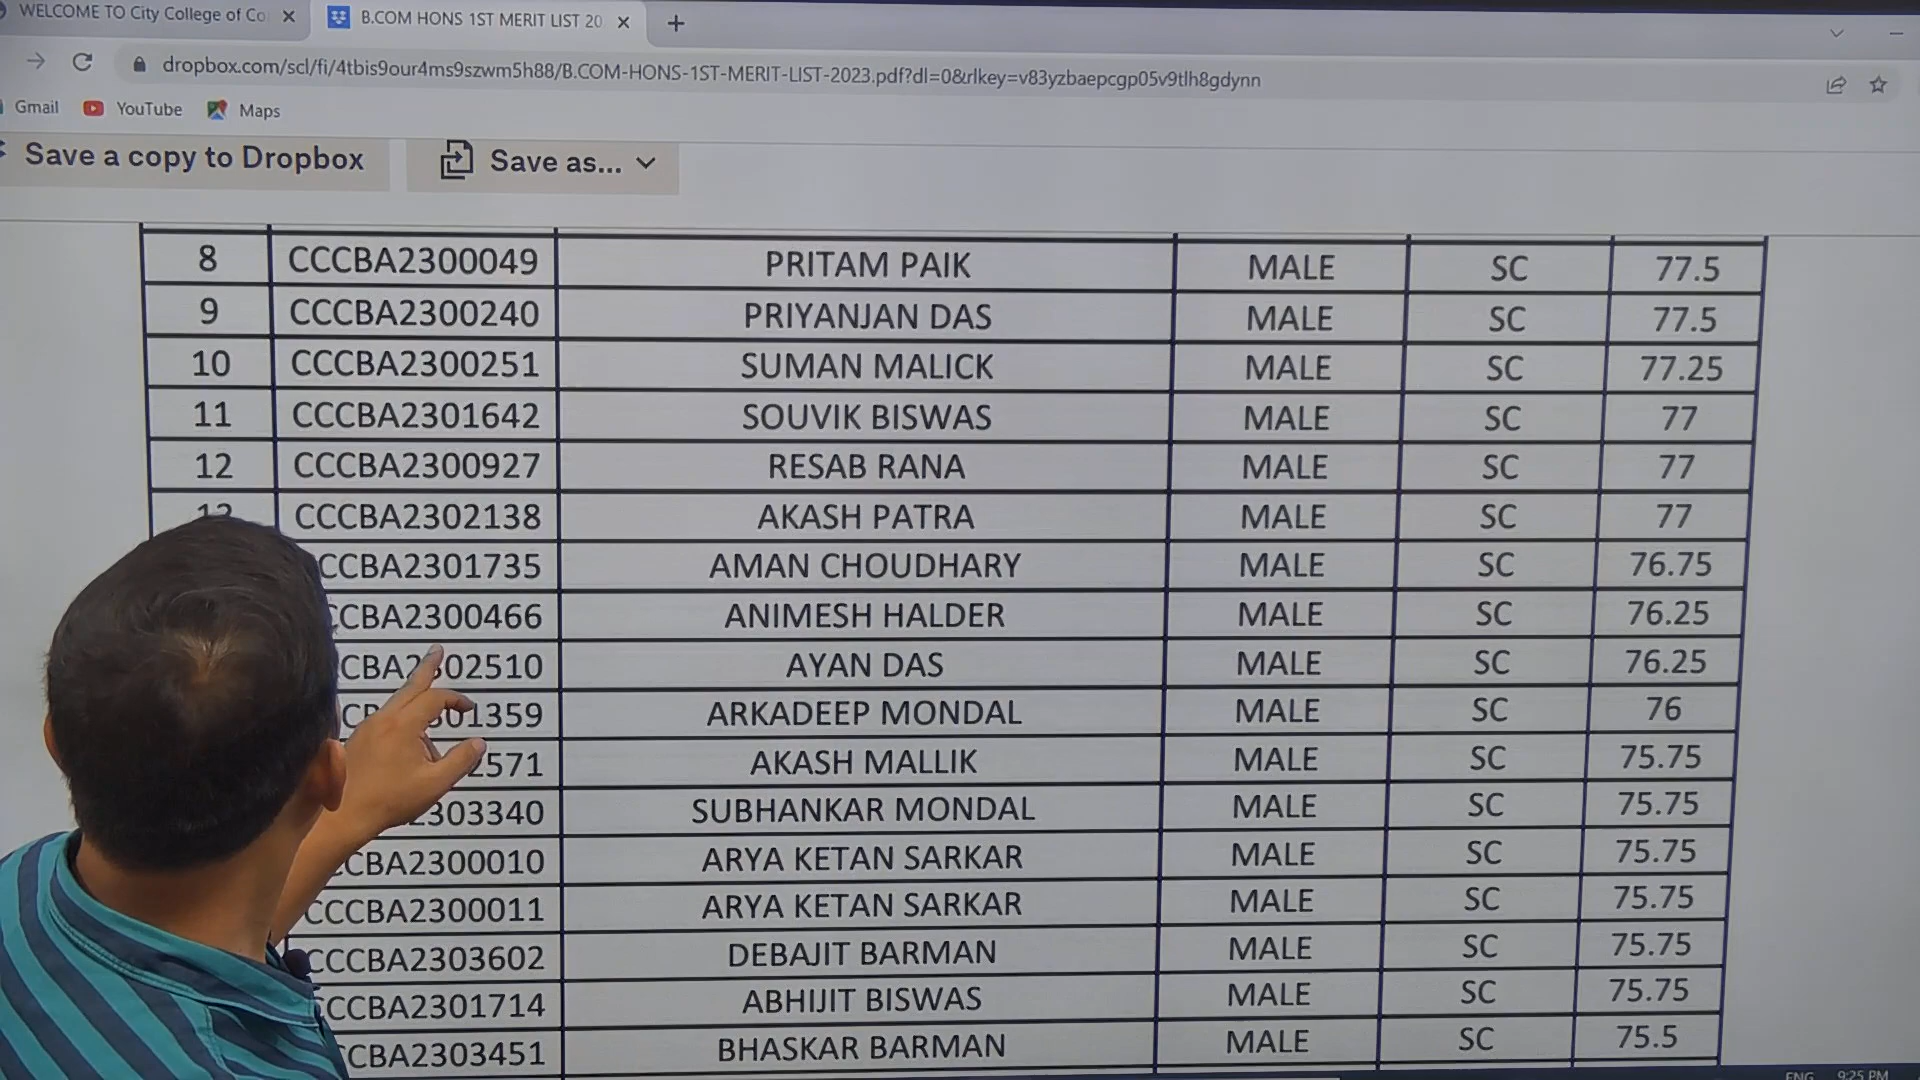 WELCOME TO City College of Co
B.COM HONS 1ST MERIT LIST 20
dropbox.com/scl/fi/4tbis9our4ms9szwm5h88/B.COM-HONS-1ST-MERIT-LIST-2023.pdf?dl=0&rlkey=v83yzbaepcgp05v9tlh8gdynn
Gmail YouTube Maps
Save a copy to Dropbox Save as...
8 CCCBA2300049 PRITAM PAIK MALE SC 77.5
9 CCCBA2300240 PRIYANJAN DAS MALE SC 77.5
10 CCCBA2300251 SUMAN MALICK MALE SC 77.25
11 CCCBA2301642 SOUVIK BISWAS MALE SC 77
12 CCCBA2300927 RESAB RANA MALE SC 77
13 CCCBA2302138 AKASH PATRA MALE SC 77
CCBA2301735 AMAN CHOUDHARY MALE SC 76.75
CCBA2300466 ANIMESH HALDER MALE SC 76.25
CBA2302510 AYAN DAS MALE SC 76.25
301359 ARKADEEP MONDAL MALE SC 76
2571 AKASH MALLIK MALE SC 75.75
2303340 SUBHANKAR MONDAL MALE SC 75.75
CCBA2300010 ARYA KETAN SARKAR MALE SC 75.75
CCCBA2300011 ARYA KETAN SARKAR MALE SC 75.75
CCCBA2303602 DEBAJIT BARMAN MALE SC 75.75
CCCBA2301714 ABHIJIT BISWAS MALE SC 75.75
CCBA2303451 BHASKAR BARMAN MALE SC 75.5
ENG 9:25 PM